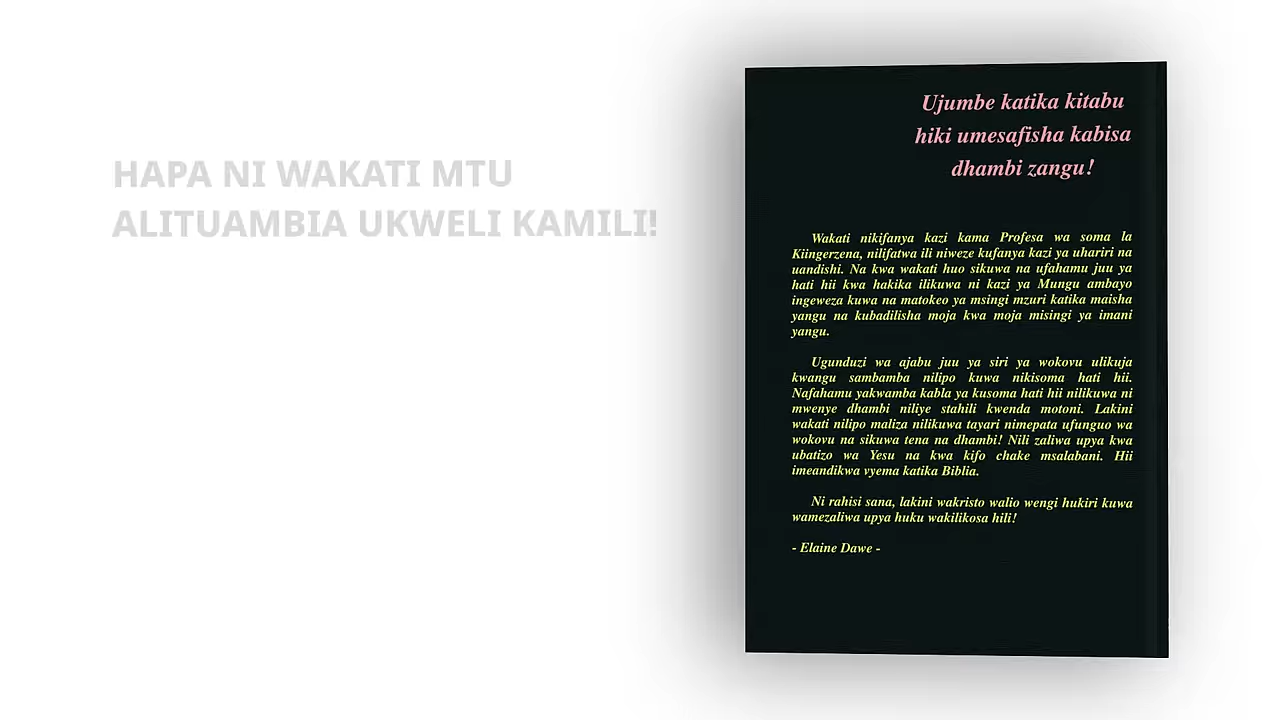 HAPA NI WAKATI MTU
ALITUAMBIA UKWELI KAMILI!
Ujumbe katika kitabu
hiki umesafisha kabisa
dhambi zangu!
Wakati nikifanya kazi kama Profesa wa soma la
Kiingerzena, nilifatwa ili niweze kufanya kazi ya uhariri na
uandishi. Na kwa wakati huo sikuwa na ufahamu juu ya
hati hii kwa hakika ilikuwa ni kazi ya Mungu ambayo
ingeweza kuwa na matokeo ya msingi mzuri katika maisha
yangu na kubadilisha moja kwa moja misingi ya imani
yangu.
Ugunduzi wa ajabu juu ya siri ya wokovu ulikuja
kwangu sambamba nilipo kuwa nikisoma hati hii.
Nafahamu yakwamba kabla ya kusoma hati hii nilikuwa ni
mwenye dhambi niliye stahili kwenda motoni. Lakini
wakati nilipo maliza nilikuwa tayari nimepata ufunguo wa
wokovu na sikuwa tena na dhambi! Nili zaliwa upya kwa
ubatizo wa Yesu na kwa kifo chake msalabani. Hii
imeandikwa vyema katika Biblia.
Ni rahisi sana, lakini wakristo walio wengi hukiri kuwa
wamezaliwa upya huku wakilikosa hili!
- Elaine Dawe -